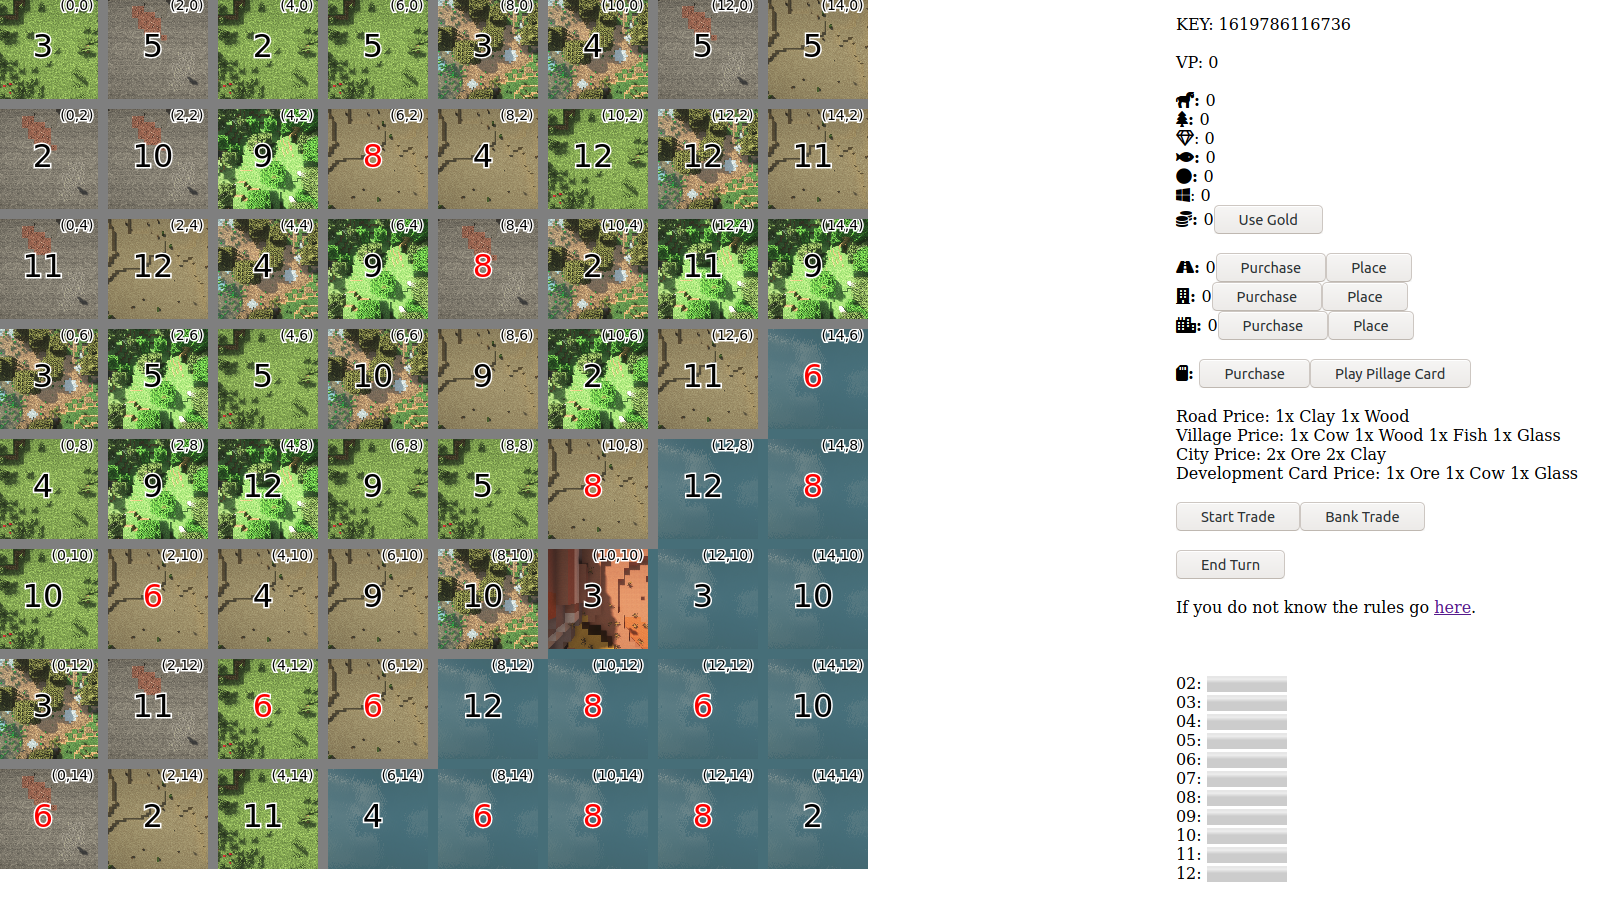 (0,0) (2,0) (4,0) (6,0) (8,0) (10,0) (12,0) (14,0)
3 5 2 5 3 4 5 5
(0,2) (2,2) (4,2) (6,2) (8,2) (10,2) (12,2) (14,2)
2 10 9 8 4 12 12 11
(0,4) (2,4) (4,4) (6,4) (8,4) (10,4) (12,4) (14,4)
11 12 4 9 8 2 11 9
(0,6) (2,6) (4,6) (6,6) (8,6) (10,6) (12,6) (14,6)
3 5 5 10 9 2 11 6
(0,8) (2,8) (4,8) (6,8) (8,8) (10,8) (12,8) (14,8)
4 9 12 9 5 8 12 8
(0,10) (2,10) (4,10) (6,10) (8,10) (10,10) (12,10) (14,10)
10 6 4 9 10 3 3 10
(0,12) (2,12) (4,12) (6,12) (8,12) (10,12) (12,12) (14,12)
3 11 6 6 12 8 6 10
(0,14) (2,14) (4,14) (6,14) (8,14) (10,14) (12,14) (14,14)
6 2 11 4 6 8 8 2
KEY: 1619786116736
VP: 0
: 0
: 0
: 0
: 0
: 0
: 0
: 0 Use Gold
: 0 Purchase Place
: 0 Purchase Place
: 0 Purchase Place
: Purchase Play Pillage Card
Road Price: 1x Clay 1x Wood
Village Price: 1x Cow 1x Wood 1x Fish 1x Glass
City Price: 2x Ore 2x Clay
Development Card Price: 1x Ore 1x Cow 1x Glass
Start Trade Bank Trade
End Turn
If you do not know the rules go here.
02:
03:
04:
05:
06:
07:
08:
09:
10:
11:
12: